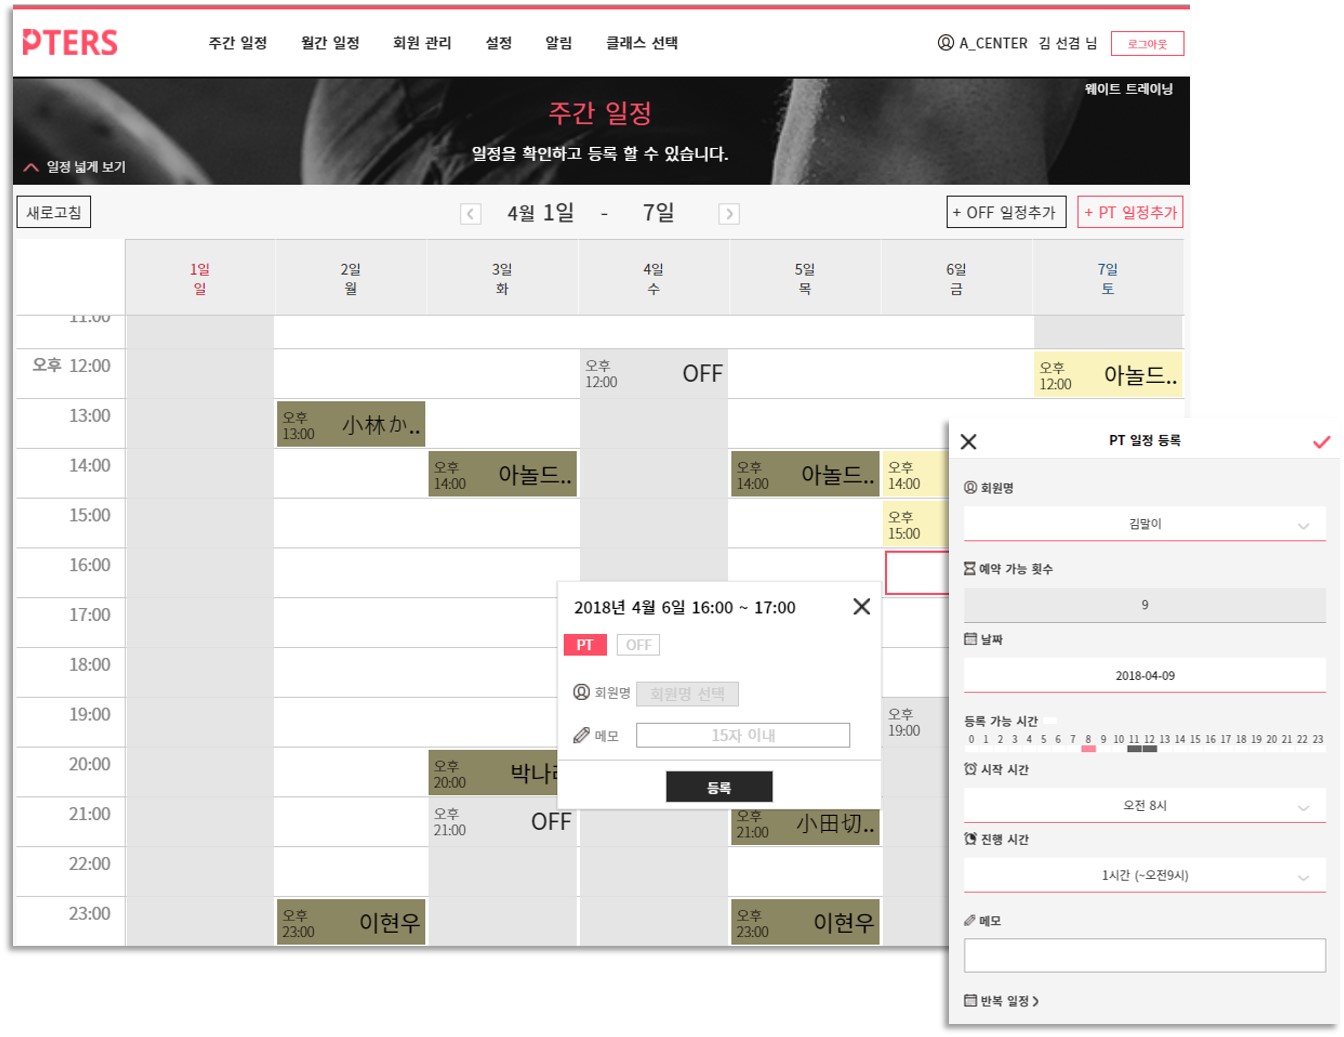 PTERS
주간 일정 월간 일정 회원 관리 설정 알림 클래스 선택
A_CENTER 김 선겸 님 로그아웃
웨이트 트레이닝
주간 일정
일정을 확인하고 등록 할 수 있습니다.
일정 넓게 보기
새로고침
4월 1일 - 7일
+ OFF 일정추가
+ PT 일정추가
1일 2일 3일 4일 5일 6일 7일
일 월 화 수 목 금 토
11:00
오후 12:00
오후 12:00 OFF
오후 12:00 아놀드..
13:00
오후 13:00 小林か..
14:00
오후 14:00 아놀드..
오후 14:00 아놀드..
오후 14:00
15:00
오후 15:00
16:00
17:00
18:00
19:00
오후 19:00
20:00
오후 20:00 박나
21:00
오후 21:00 OFF
오후 21:00 小田切..
22:00
23:00
오후 23:00 이현우
오후 23:00 이현우
2018년 4월 6일 16:00 ~ 17:00
PT OFF
회원명 회원명 선택
메모 15자 이내
등록
PT 일정 등록
회원명
김말이
예약 가능 횟수
9
날짜
2018-04-09
등록 가능 시간
0 1 2 3 4 5 6 7 8 9 10 11 12 13 14 15 16 17 18 19 20 21 22 23
시작 시간
오전 8시
진행 시간
1시간 (~오전9시)
메모
반복 일정